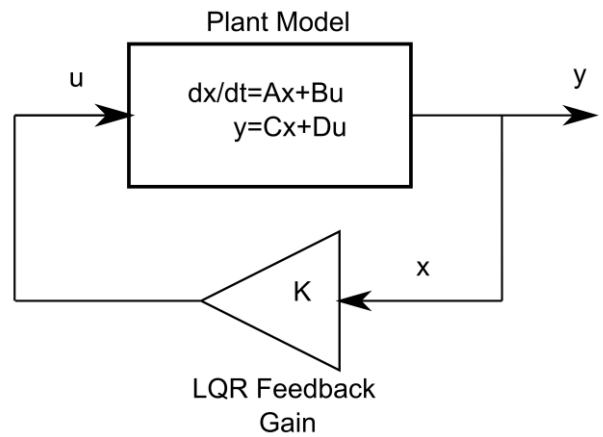 Plant Model
u
dx/dt=Ax+Bu
y=Cx+Du
y
K
x
LQR Feedback
Gain